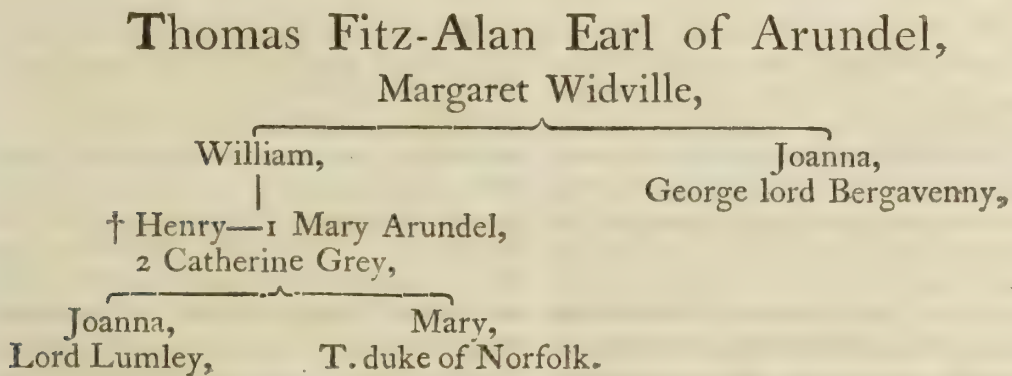 Thomas Fitz-Alan Earl of Arundel,
Margaret Widville,
William, Joanna,
George lord Bergavenny,
† Henry—1 Mary Arundel,
2 Catherine Grey,
Joanna, Mary,
Lord Lumley, T. duke of Norfolk.